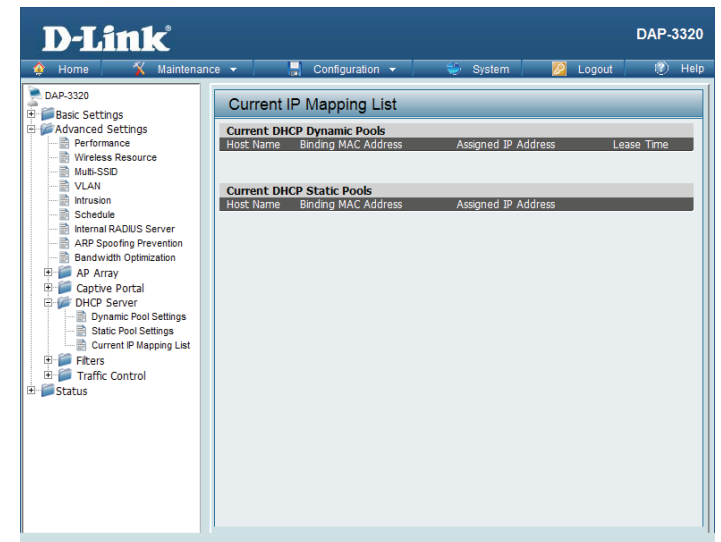 D-Link®
DAP-3320
Home Maintenance Configuration System Logout Help
DAP-3320
Basic Settings
Advanced Settings
Performance
Wireless Resource
Multi-SSID
VLAN
Intrusion
Schedule
Internal RADIUS Server
ARP Spoofing Prevention
Bandwidth Optimization
AP Array
Captive Portal
DHCP Server
Dynamic Pool Settings
Static Pool Settings
Current IP Mapping List
Filters
Traffic Control
Status
Current IP Mapping List
Current DHCP Dynamic Pools
Host Name Binding MAC Address Assigned IP Address Lease Time
Current DHCP Static Pools
Host Name Binding MAC Address Assigned IP Address